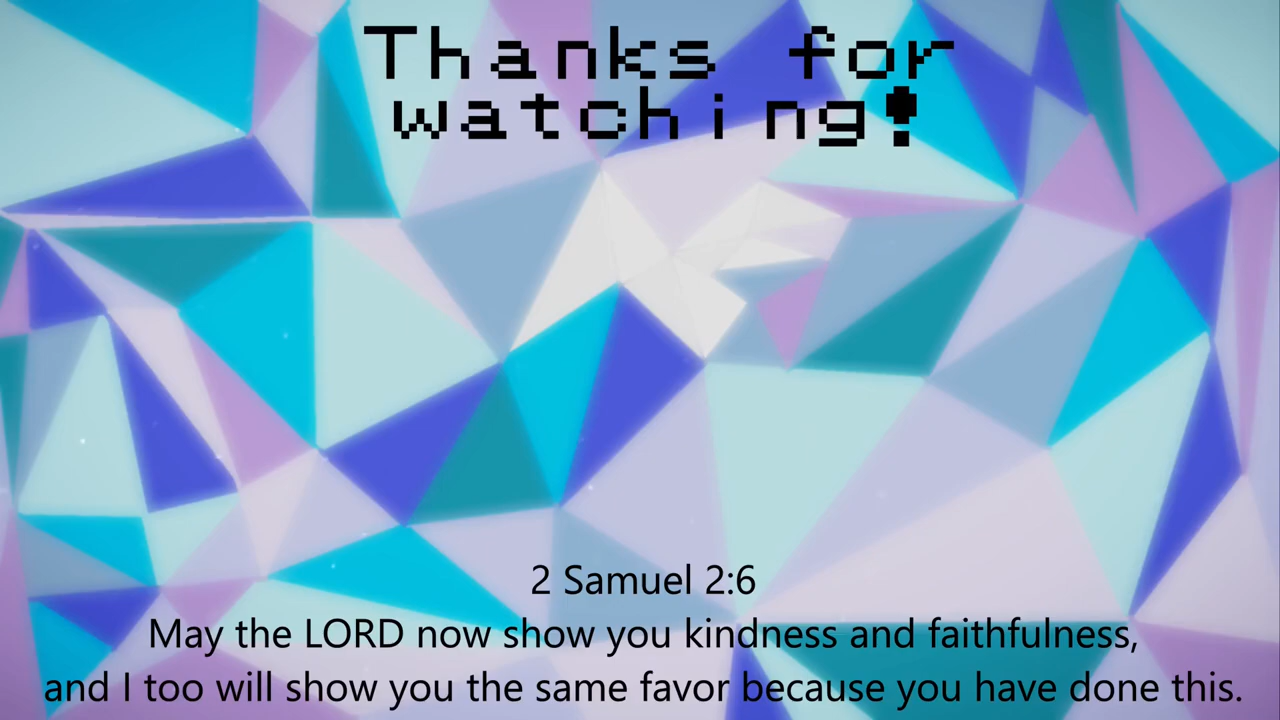 Thanks for
watching!
2 Samuel 2:6
May the LORD now show you kindness and faithfulness,
and I too will show you the same favor because you have done this.